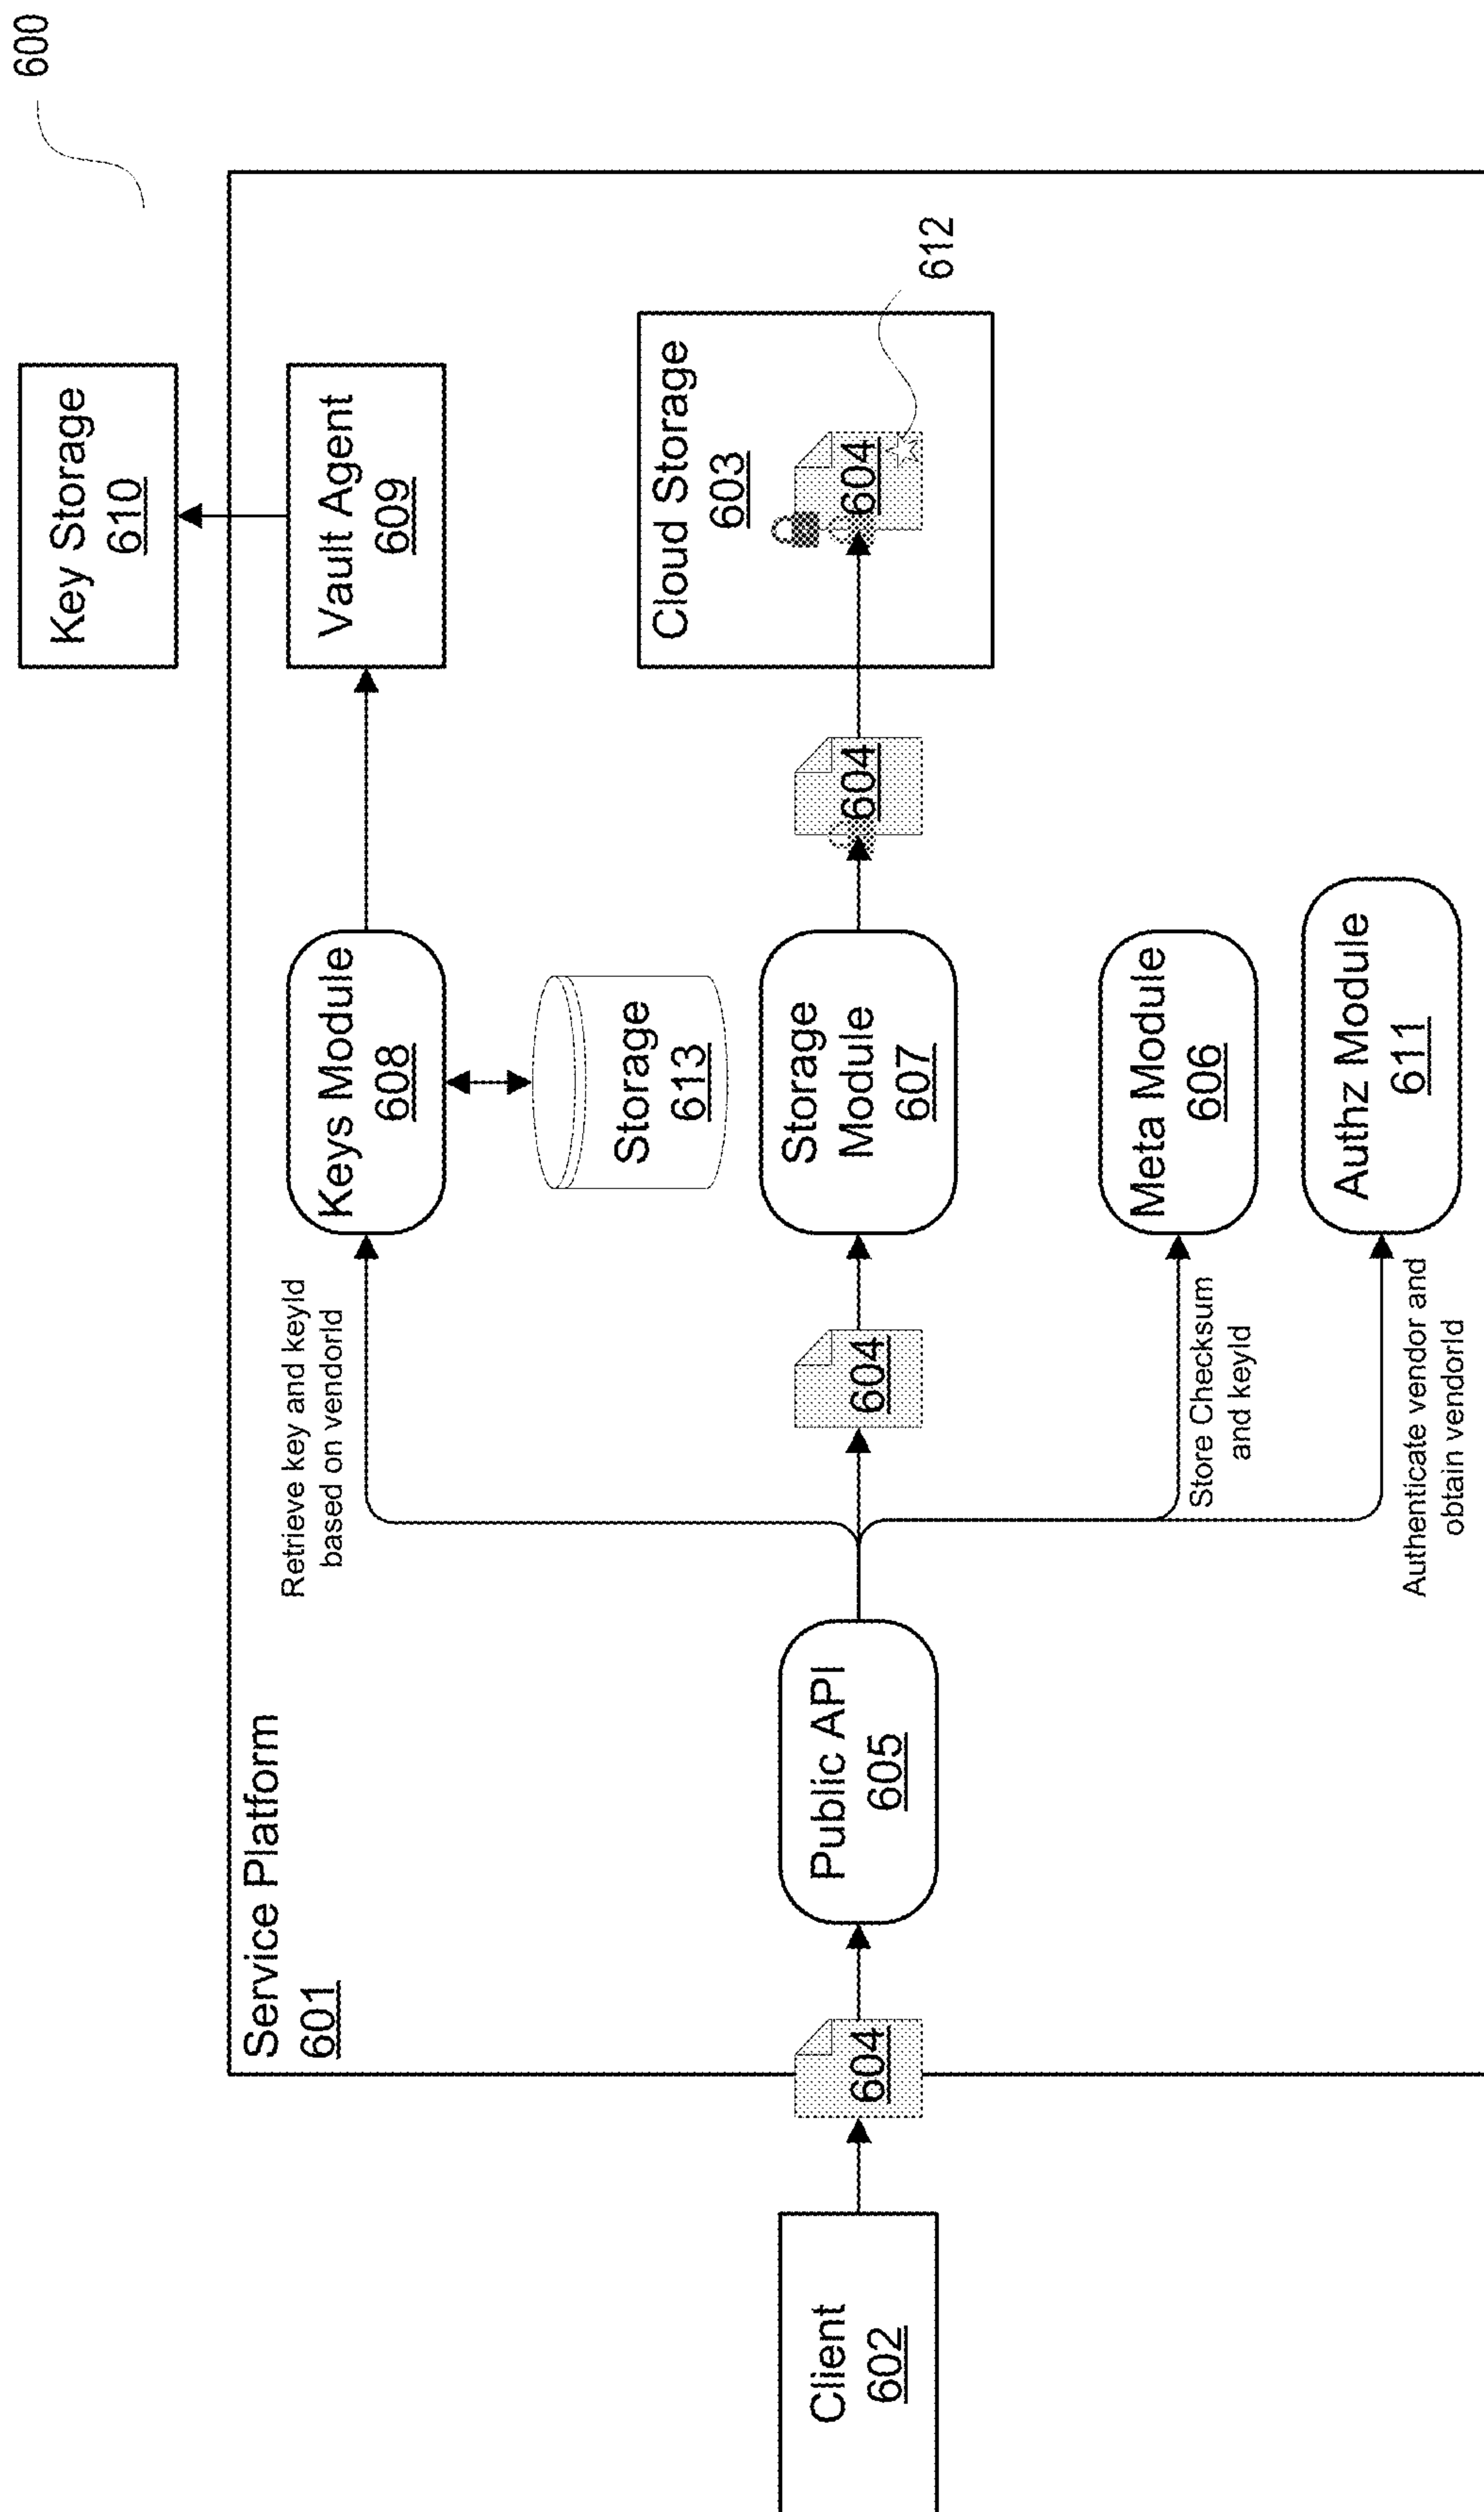 600
Key Storage
610
Service Platform
601
Vault Agent
609
Keys Module
608
Retrieve key and keyId
based on vendorId
Storage
613
Cloud Storage
603
612
604
604
Storage
Module
607
604
Public API
605
604
Client
602
Meta Module
606
Store Checksum
and keyId
Authz Module
611
Authenticate vendor and
obtain vendorId